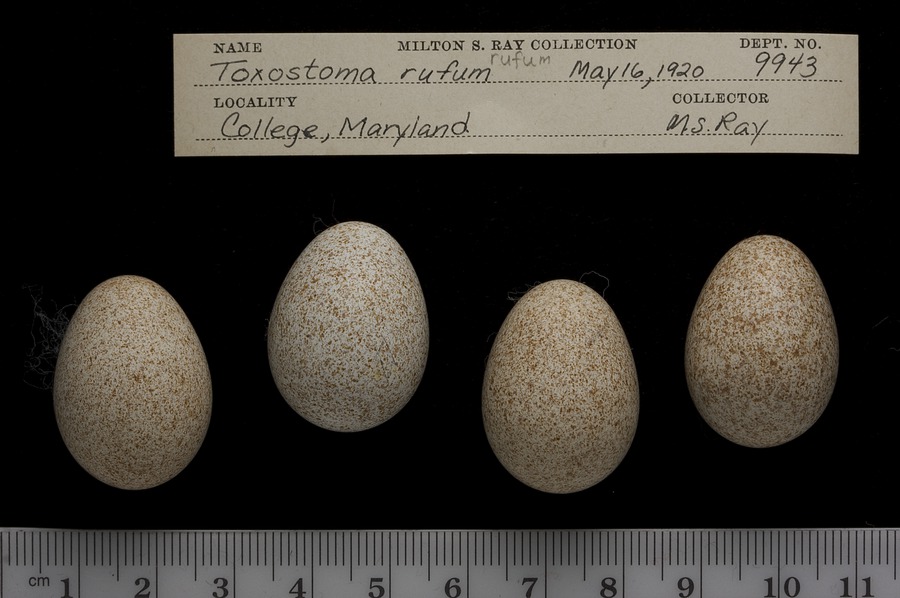 NAME MILTON S. RAY COLLECTION DEPT. NO.
Toxostoma rufum rufum May 16, 1920 9943
LOCALITY COLLECTOR
College, Maryland M.S. Ray
cm 1 2 3 4 5 6 7 8 9 10 11